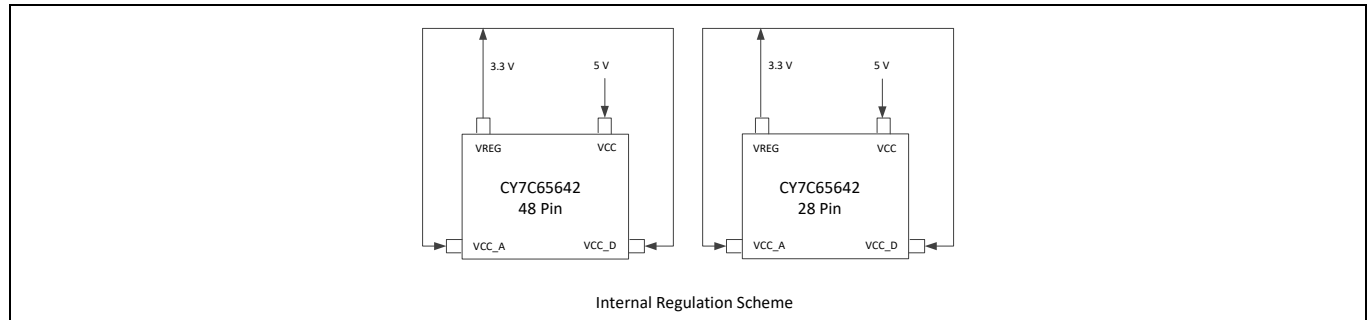 3.3 V
5 V
VREG
VCC
CY7C65642
48 Pin
VCC_A
VCC_D
3.3 V
5 V
VREG
VCC
CY7C65642
28 Pin
VCC_A
VCC_D
Internal Regulation Scheme